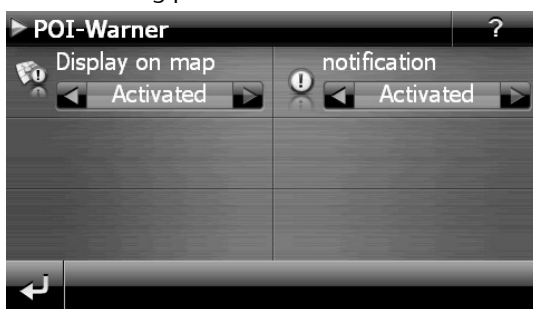 POI-Warner ?
Display on map
notification
Activated
Activated